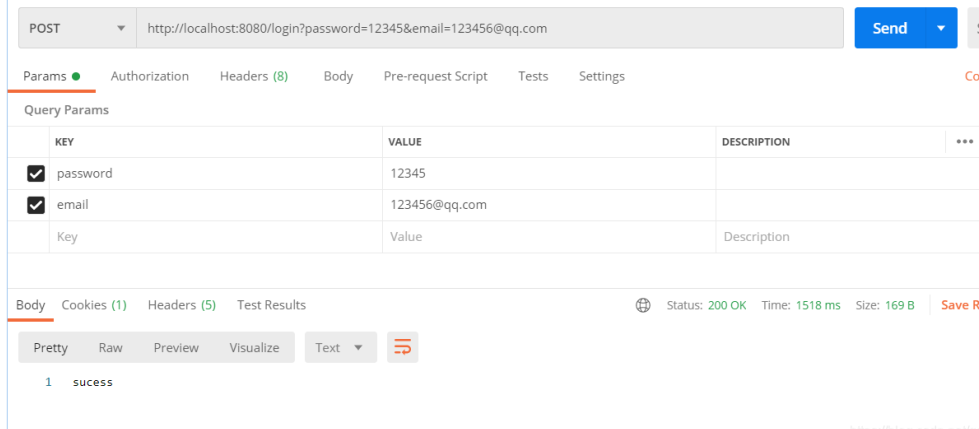 POST http://localhost:8080/login?password=12345&email=123456@qq.com Send
Params Authorization Headers (8) Body Pre-request Script Tests Settings Co
Query Params
KEY VALUE DESCRIPTION
password 12345
email 123456@qq.com
Key Value Description
Body Cookies (1) Headers (5) Test Results Status: 200 OK Time: 1518 ms Size: 169 B Save R
Pretty Raw Preview Visualize Text
1 sucess